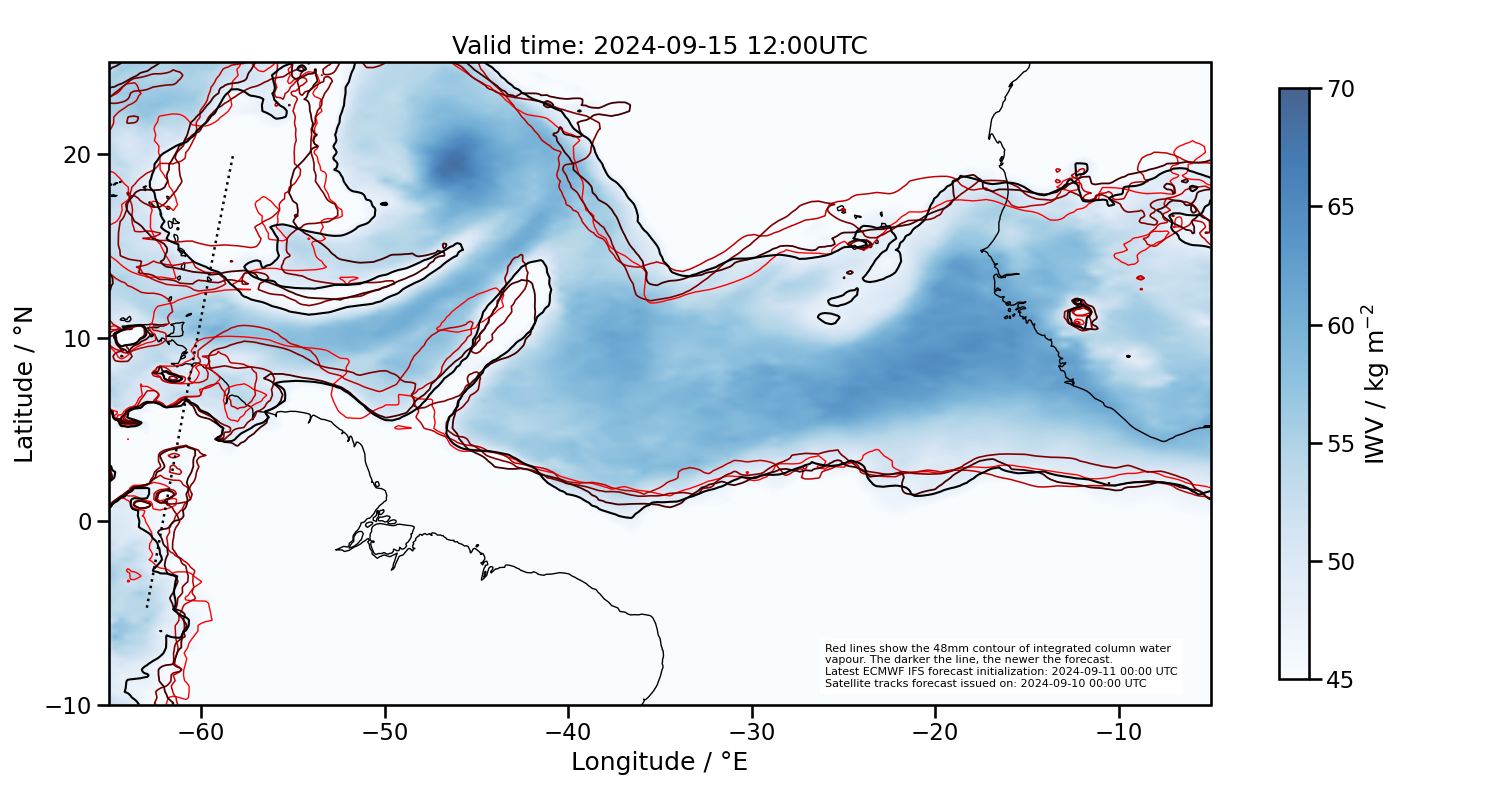 Valid time: 2024-09-15 12:00UTC
70
65
60
55
50
45
IWV / kg m⁻²
20
10
0
−10
Latitude / °N
Red lines show the 48mm contour of integrated column water
vapour. The darker the line, the newer the forecast.
Latest ECMWF IFS forecast initialization: 2024-09-11 00:00 UTC
Satellite tracks forecast issued on: 2024-09-10 00:00 UTC
−60 −50 −40 −30 −20 −10
Longitude / °E